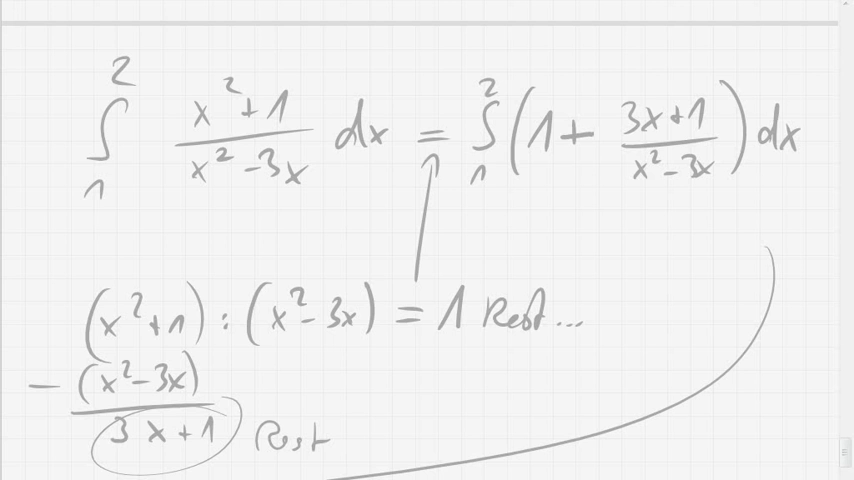 ∫₁² (x²+1)/(x²-3x) dx = ∫₁² (1 + (3x+1)/(x²-3x)) dx
(x²+1) : (x²-3x) = 1 Rest...
- (x²-3x)
3x+1 Rest